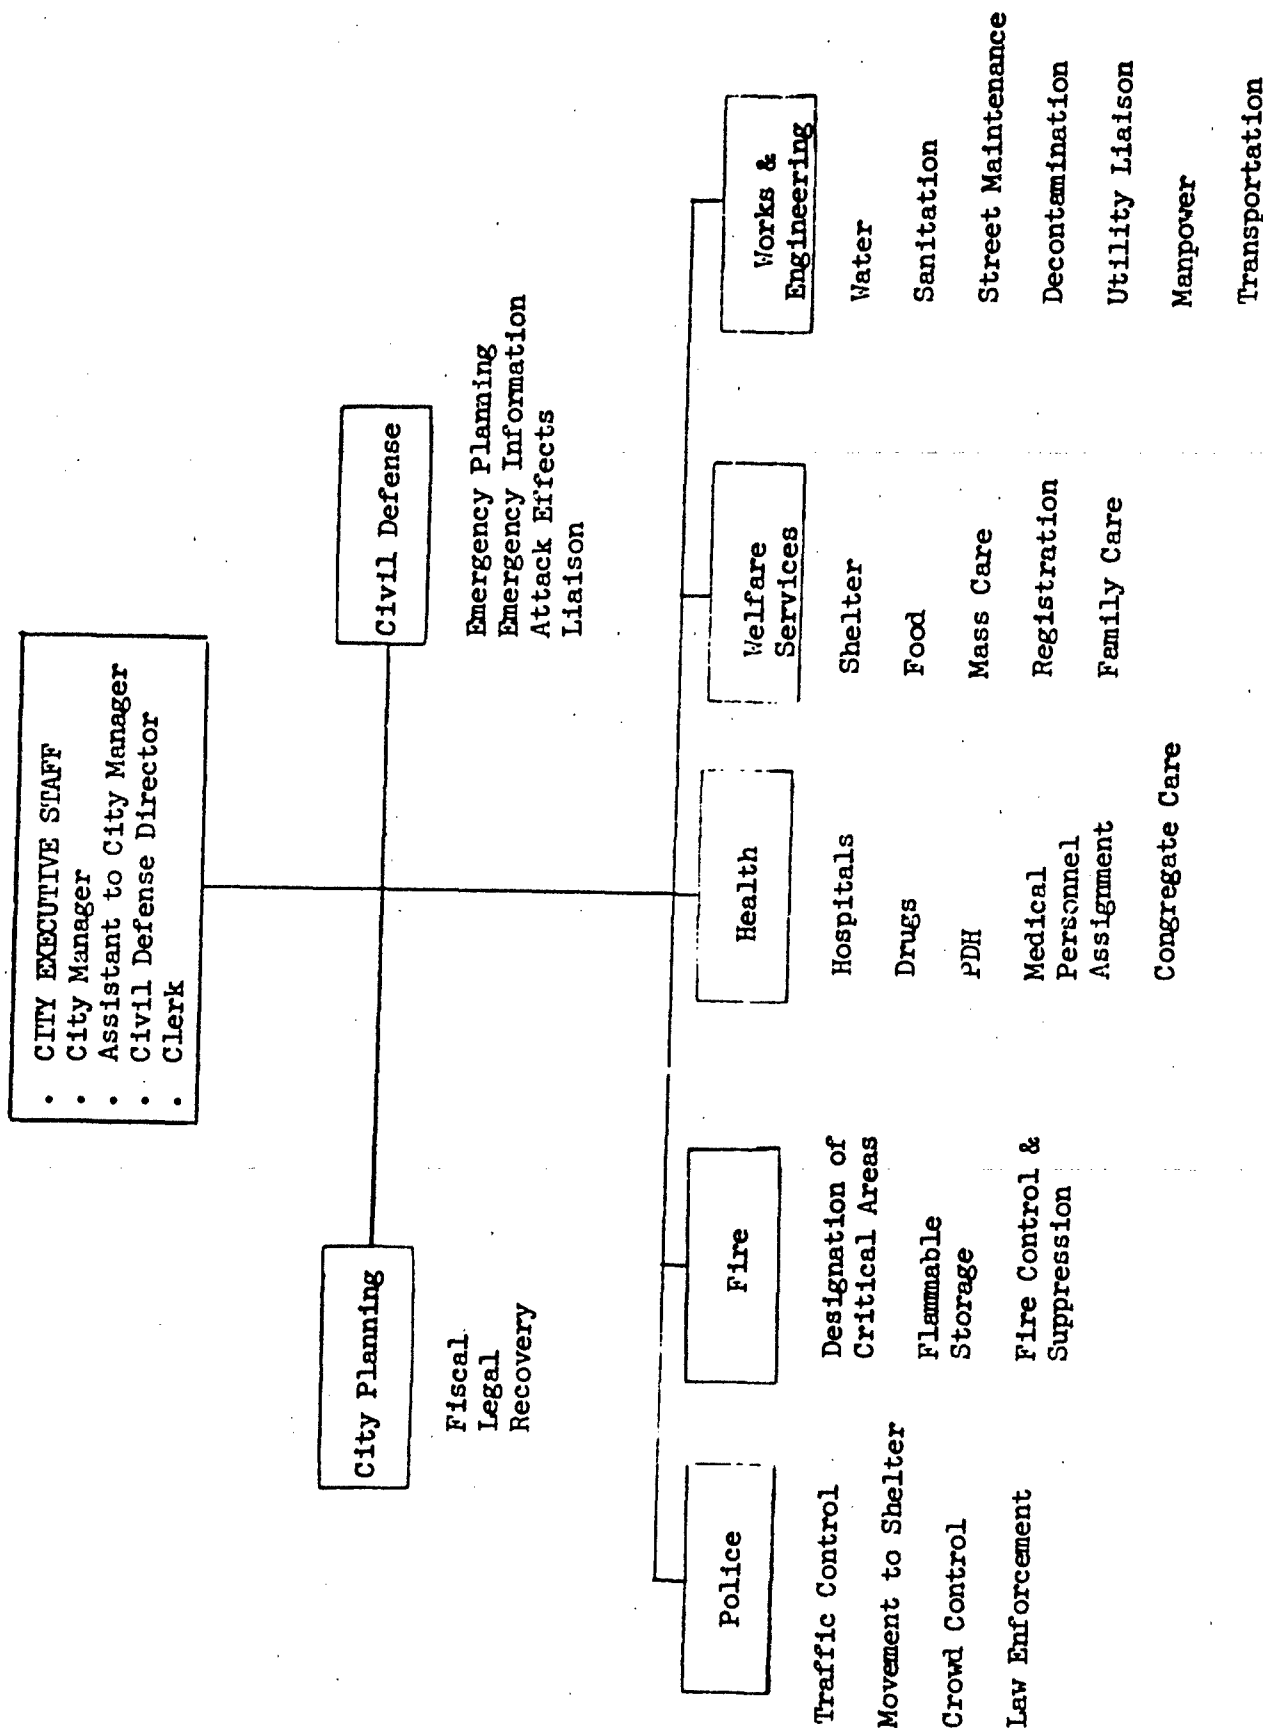 • CITY EXECUTIVE STAFF
• City Manager
• Assistant to City Manager
• Civil Defense Director
• Clerk
City Planning
Fiscal
Legal
Recovery
Civil Defense
Emergency Planning
Emergency Information
Attack Effects
Liaison
Police
Traffic Control
Movement to Shelter
Crowd Control
Law Enforcement
Fire
Designation of
Critical Areas
Flammable
Storage
Fire Control &
Suppression
Health
Hospitals
Drugs
PDH
Medical
Personnel
Assignment
Congregate Care
Welfare
Services
Shelter
Food
Mass Care
Registration
Family Care
Works &
Engineering
Water
Sanitation
Street Maintenance
Decontamination
Utility Liaison
Manpower
Transportation